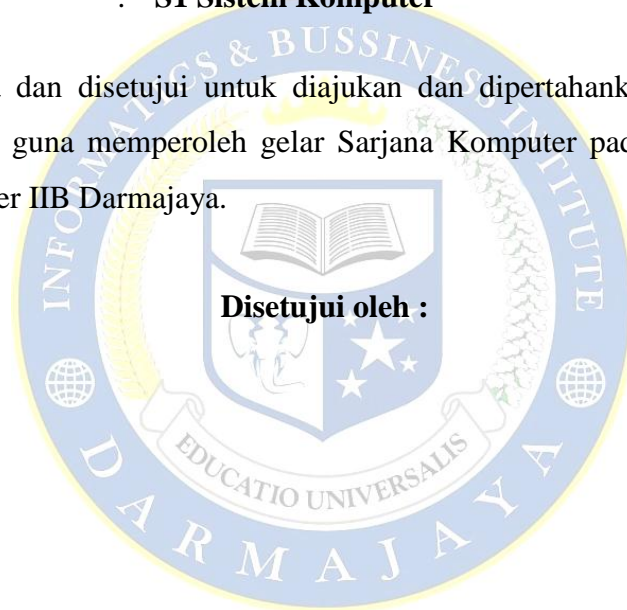 : S1 Sistem Komputer
dan disetujui untuk diajukan dan dipertahank
guna memperoleh gelar Sarjana Komputer pad
er IIB Darmajaya.
Disetujui oleh :
INFORMATICS & BUSSINESS INTITUTE
EDUCATIO UNIVERSALIS
DARMAJAYA